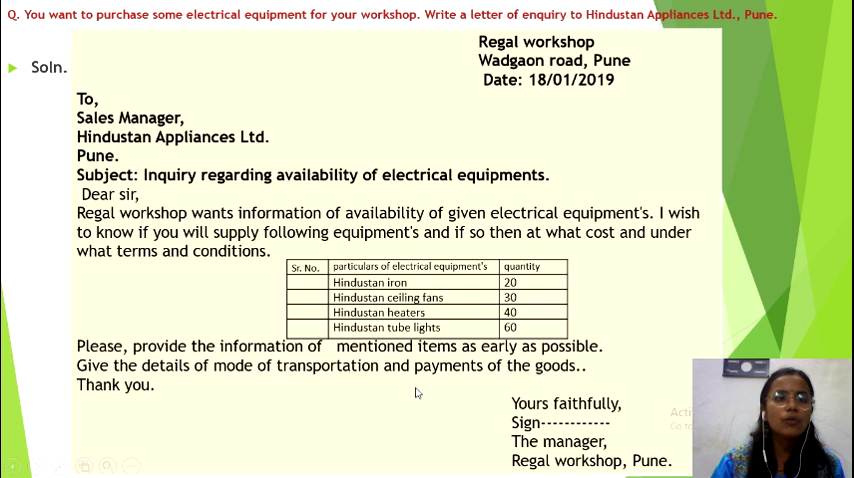 Q. You want to purchase some electrical equipment for your workshop. Write a letter of enquiry to Hindustan Appliances Ltd., Pune.
Soln.
Regal workshop
Wadgaon road, Pune
Date: 18/01/2019
To,
Sales Manager,
Hindustan Appliances Ltd.
Pune.
Subject: Inquiry regarding availability of electrical equipments.
Dear sir,
Regal workshop wants information of availability of given electrical equipment's. I wish
to know if you will supply following equipment's and if so then at what cost and under
what terms and conditions.
Sr. No. particulars of electrical equipment's quantity
Hindustan iron 20
Hindustan ceiling fans 30
Hindustan heaters 40
Hindustan tube lights 60
Please, provide the information of mentioned items as early as possible.
Give the details of mode of transportation and payments of the goods..
Thank you.
Yours faithfully,
Sign------------
The manager,
Regal workshop, Pune.